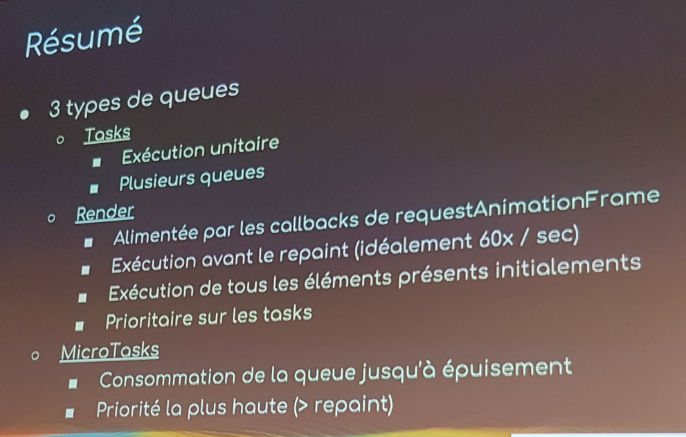 Résumé
3 types de queues
Tasks
Exécution unitaire
Plusieurs queues
Render
Alimentée par les callbacks de requestAnimationFrame
Exécution avant le repaint (idéalement 60x / sec)
Exécution de tous les éléments présents initialements
Prioritaire sur les tasks
MicroTasks
Consommation de la queue jusqu'à épuisement
Priorité la plus haute (> repaint)